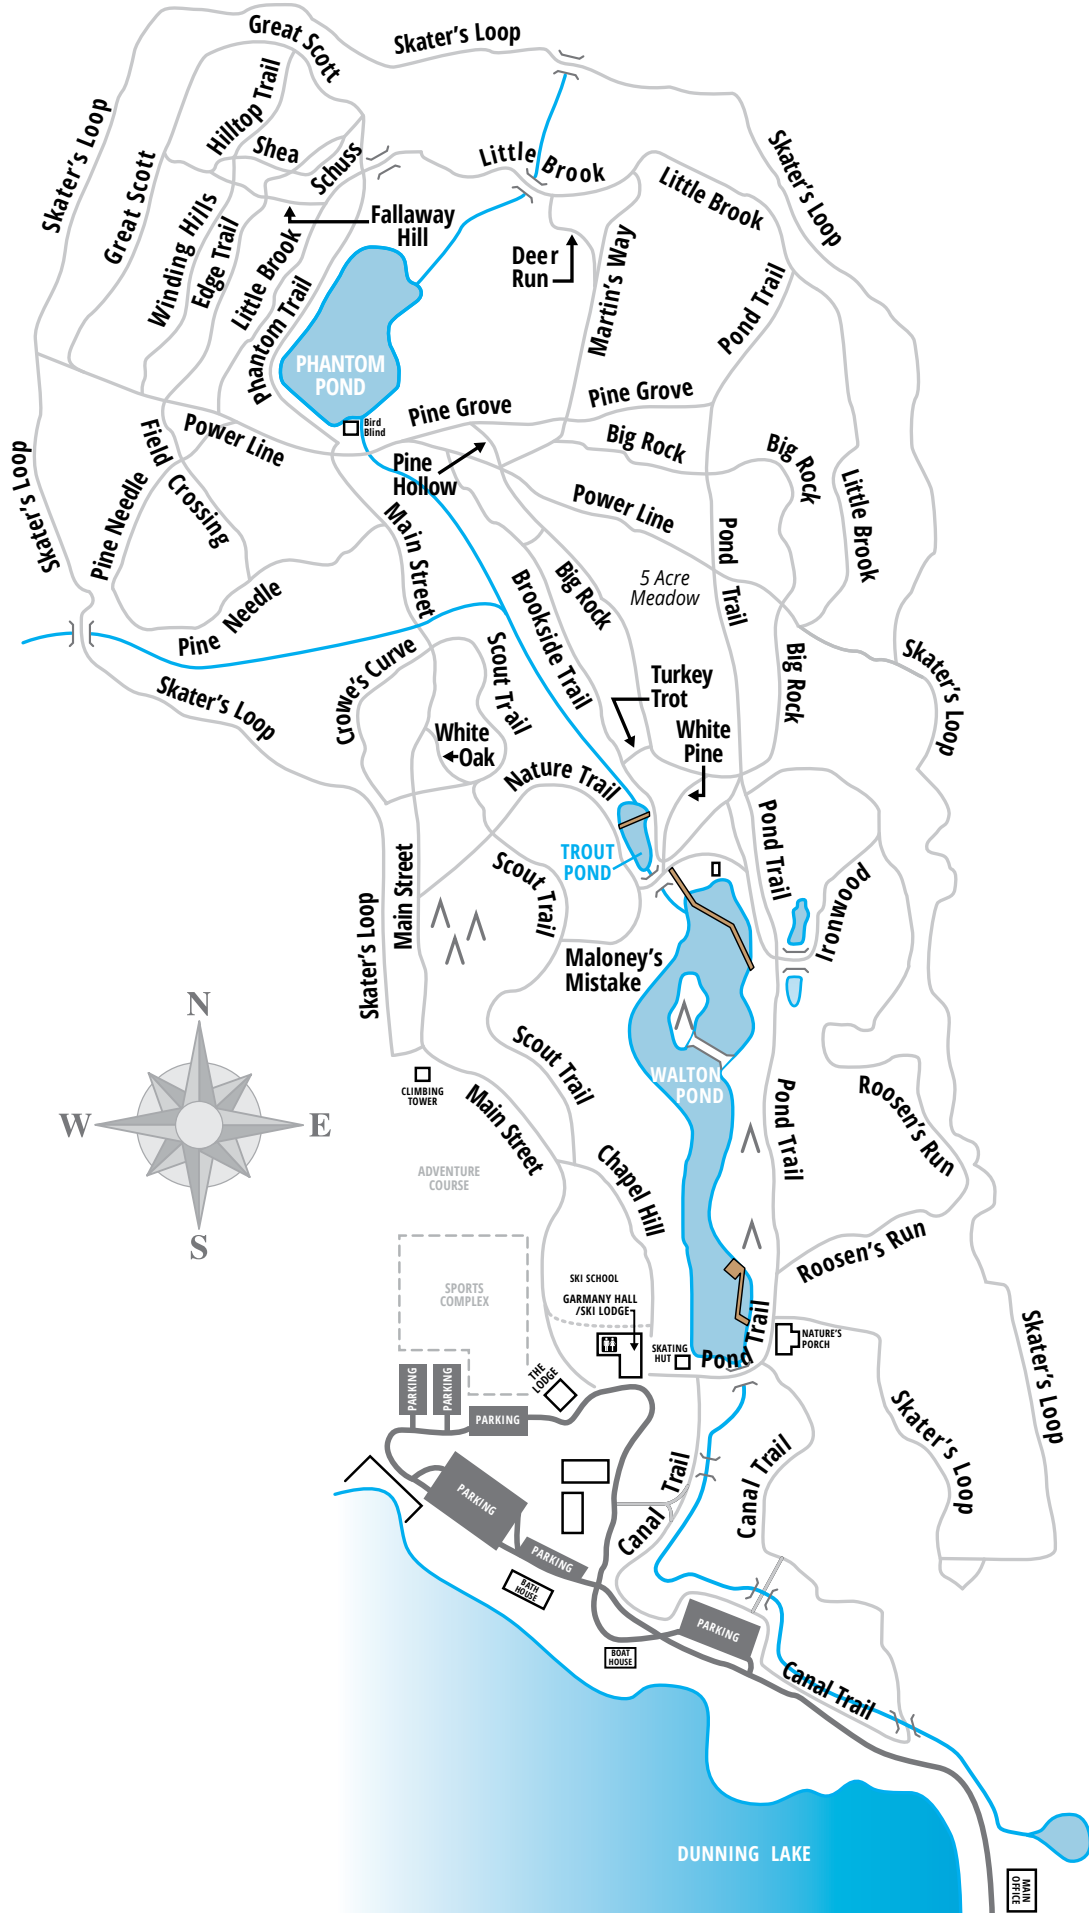 Great Scott
Skater's Loop
Hilltop Trail
Skater's Loop
Shea
Schuss
Little Brook
Skater's Loop
Great Scott
Little Brook
Fallaway
Hill
Winding Hills
Edge Trail
Little Brook
Deer
Run
Martin's Way
Phantom Trail
Pond Trail
PHANTOM
POND
Pine Grove
Pine Grove
Bird
Blind
Power Line
Field Crossing
Big Rock
Big Rock
Pine
Hollow
Skater's Loop
Pine Needle
Main Street
Power Line
Little Brook
Pond Trail
5 Acre
Meadow
Big Rock
Brookside Trail
Pine Needle
Scout Trail
Crowe's Curve
Big Rock
Skater's Loop
Turkey
Trot
Skater's Loop
White
Oak
White
Pine
Nature Trail
TROUT
POND
Pond Trail
Main Street
Scout Trail
Ironwood
Skater's Loop
Maloney's
Mistake
N
W
E
S
Scout Trail
WALTON
POND
CLIMBING
TOWER
Main Street
Pond Trail
Roosen's Run
ADVENTURE
COURSE
Chapel Hill
Roosen's Run
SPORTS
COMPLEX
SKI SCHOOL
GARMANY HALL
/SKI LODGE
Pond Trail
SKATING
HUT
NATURE'S
PORCH
Skater's Loop
THE
LODGE
PARKING
PARKING
PARKING
Skater's Loop
Canal Trail
Canal Trail
PARKING
PARKING
BATH
HOUSE
PARKING
BOAT
HOUSE
Canal Trail
DUNNING LAKE
MAIN
OFFICE